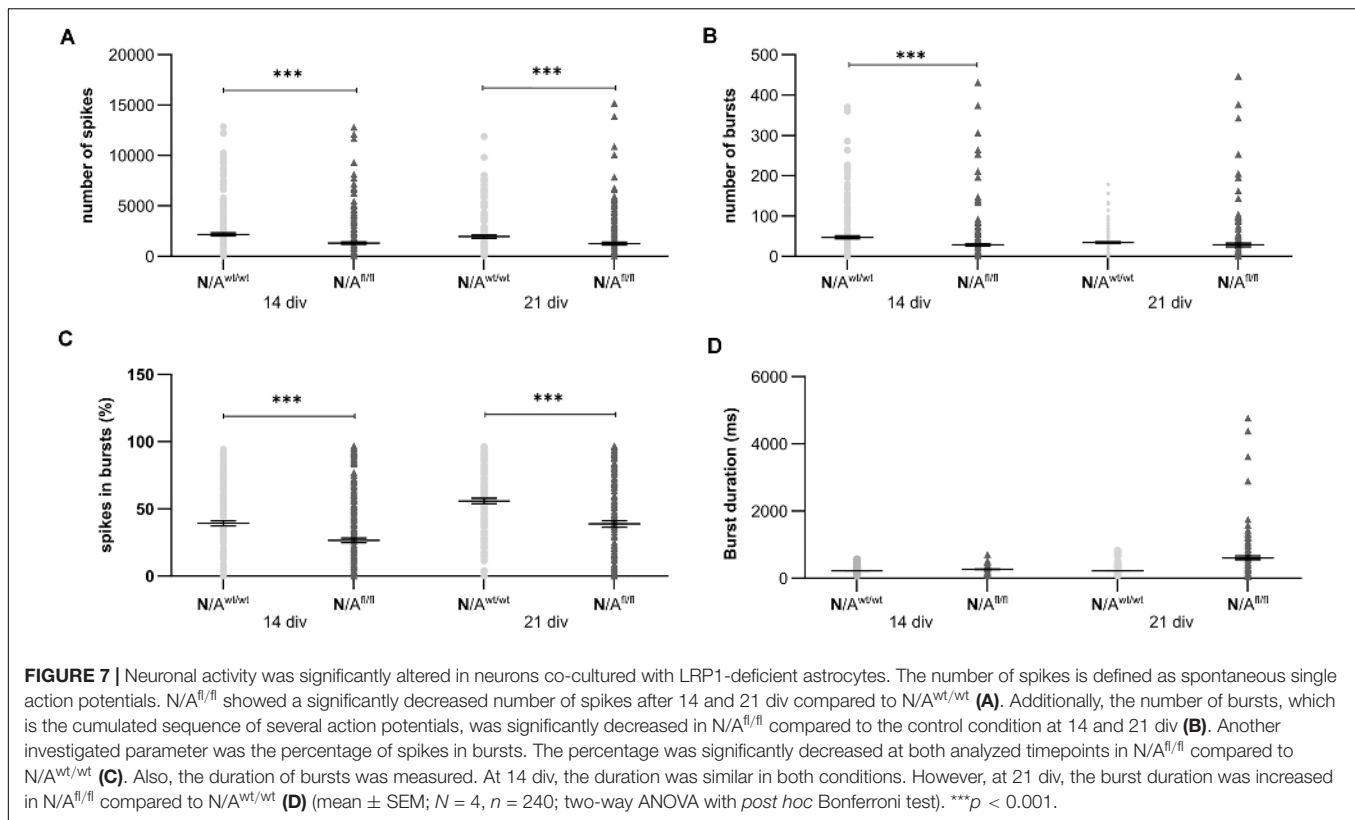 A
20000
15000
10000
5000
0
number of spikes
***
***
N/A^wt/wt N/A^fl/fl N/A^wt/wt N/A^fl/fl
14 div 21 div
B
500
400
300
200
100
0
number of bursts
***
N/A^wt/wt N/A^fl/fl N/A^wt/wt N/A^fl/fl
14 div 21 div
C
150
100
50
0
spikes in bursts (%)
***
***
N/A^wt/wt N/A^fl/fl N/A^wt/wt N/A^fl/fl
14 div 21 div
D
6000
4000
2000
0
Burst duration (ms)
N/A^wt/wt N/A^fl/fl N/A^wt/wt N/A^fl/fl
14 div 21 div
FIGURE 7 | Neuronal activity was significantly altered in neurons co-cultured with LRP1-deficient astrocytes. The number of spikes is defined as spontaneous single
action potentials. N/A^fl/fl showed a significantly decreased number of spikes after 14 and 21 div compared to N/A^wt/wt (A). Additionally, the number of bursts, which
is the cumulated sequence of several action potentials, was significantly decreased in N/A^fl/fl compared to the control condition at 14 and 21 div (B). Another
investigated parameter was the percentage of spikes in bursts. The percentage was significantly decreased at both analyzed timepoints in N/A^fl/fl compared to
N/A^wt/wt (C). Also, the duration of bursts was measured. At 14 div, the duration was similar in both conditions. However, at 21 div, the burst duration was increased
in N/A^fl/fl compared to N/A^wt/wt (D) (mean ± SEM; N = 4, n = 240; two-way ANOVA with post hoc Bonferroni test). ***p < 0.001.